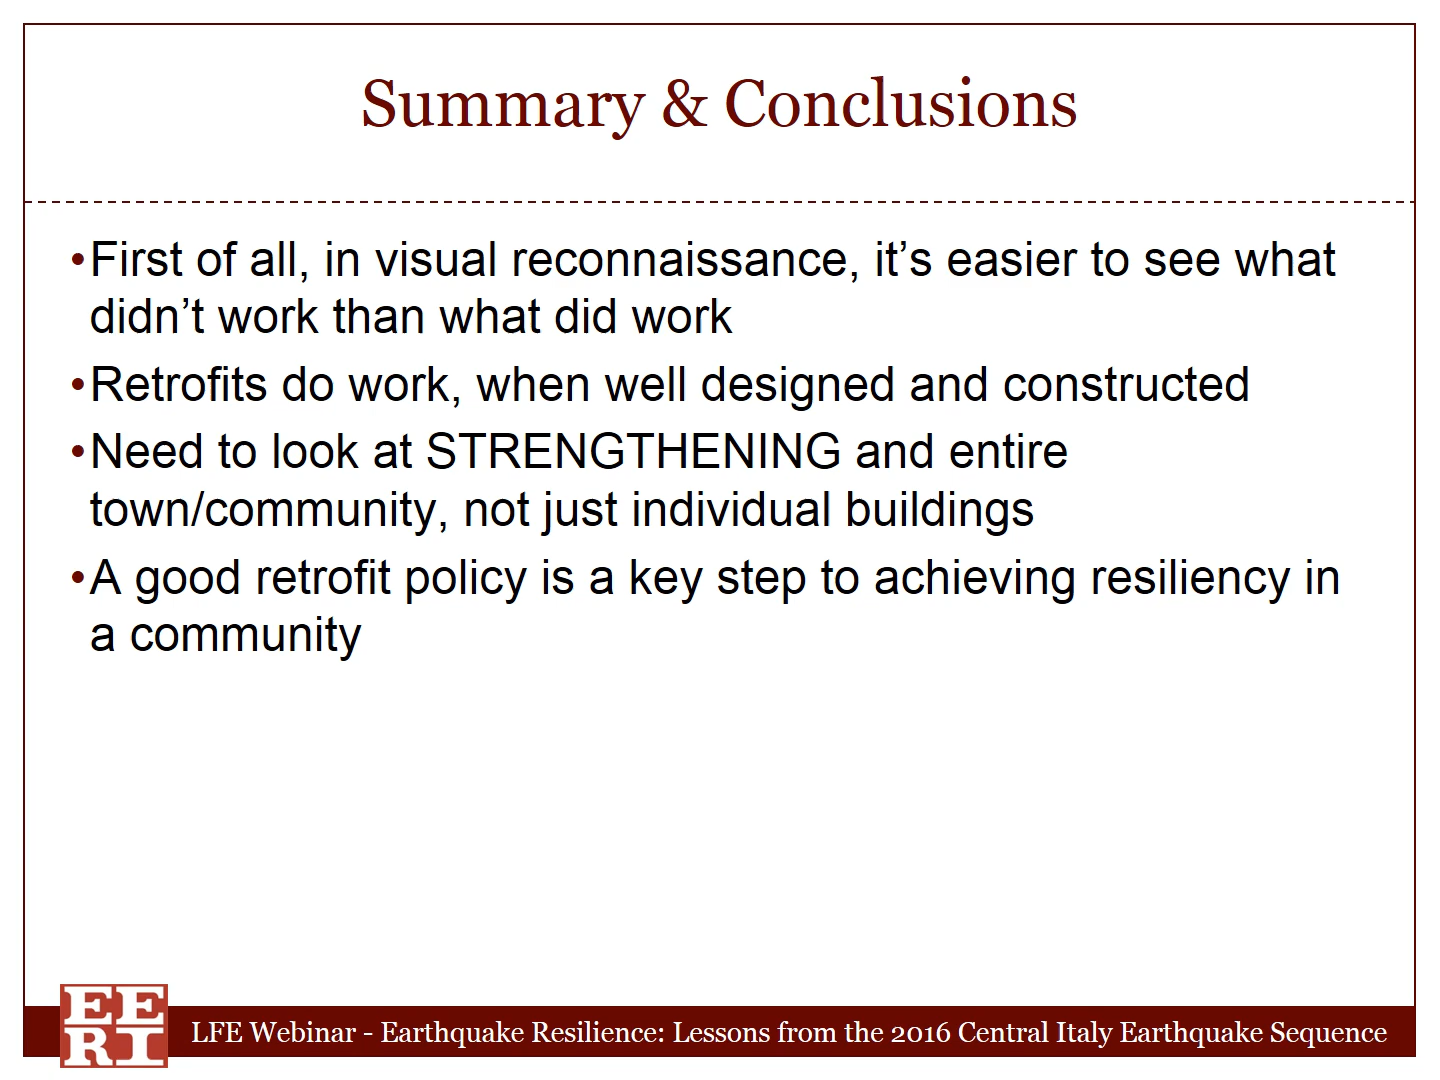 Summary & Conclusions
•First of all, in visual reconnaissance, it’s easier to see what
didn’t work than what did work
•Retrofits do work, when well designed and constructed
•Need to look at STRENGTHENING and entire
town/community, not just individual buildings
•A good retrofit policy is a key step to achieving resiliency in
a community
EE
RI
LFE Webinar - Earthquake Resilience: Lessons from the 2016 Central Italy Earthquake Sequence